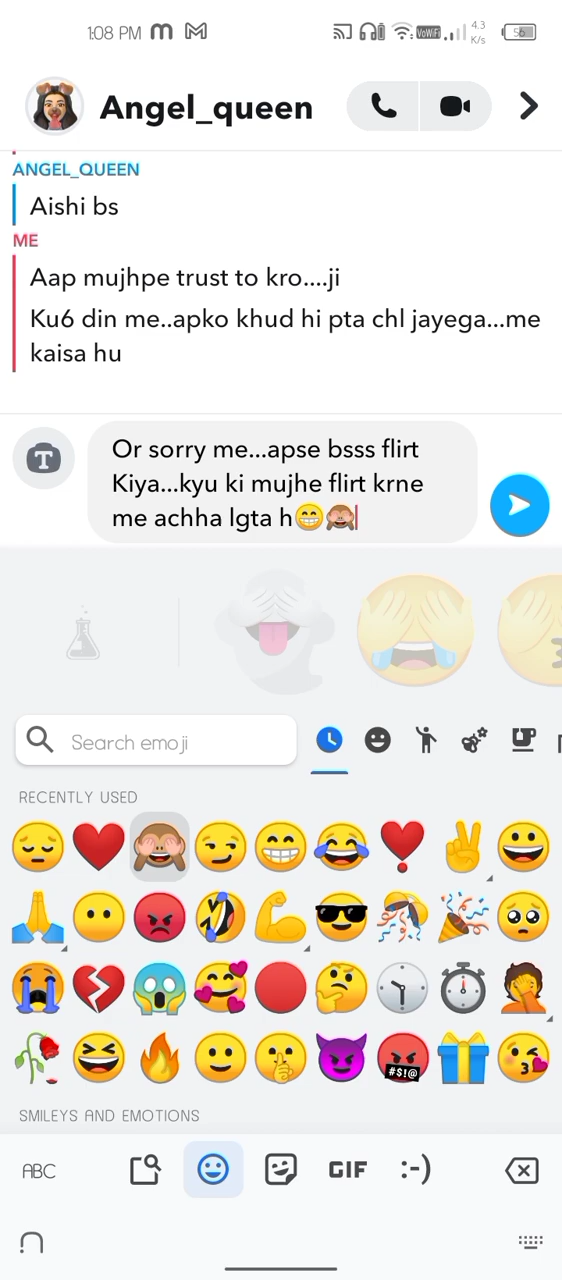 1:08 PM
VoWiFi
4.3
K/s
56
Angel_queen
ANGEL_QUEEN
Aishi bs
ME
Aap mujhpe trust to kro....ji
Ku6 din me..apko khud hi pta chl jayega...me
kaisa hu
T
Or sorry me...apse bsss flirt
Kiya...kyu ki mujhe flirt krne
me achha lgta h😁🙈
Search emoji
RECENTLY USED
#$!@
SMILEYS AND EMOTIONS
ABC
GIF
:-)